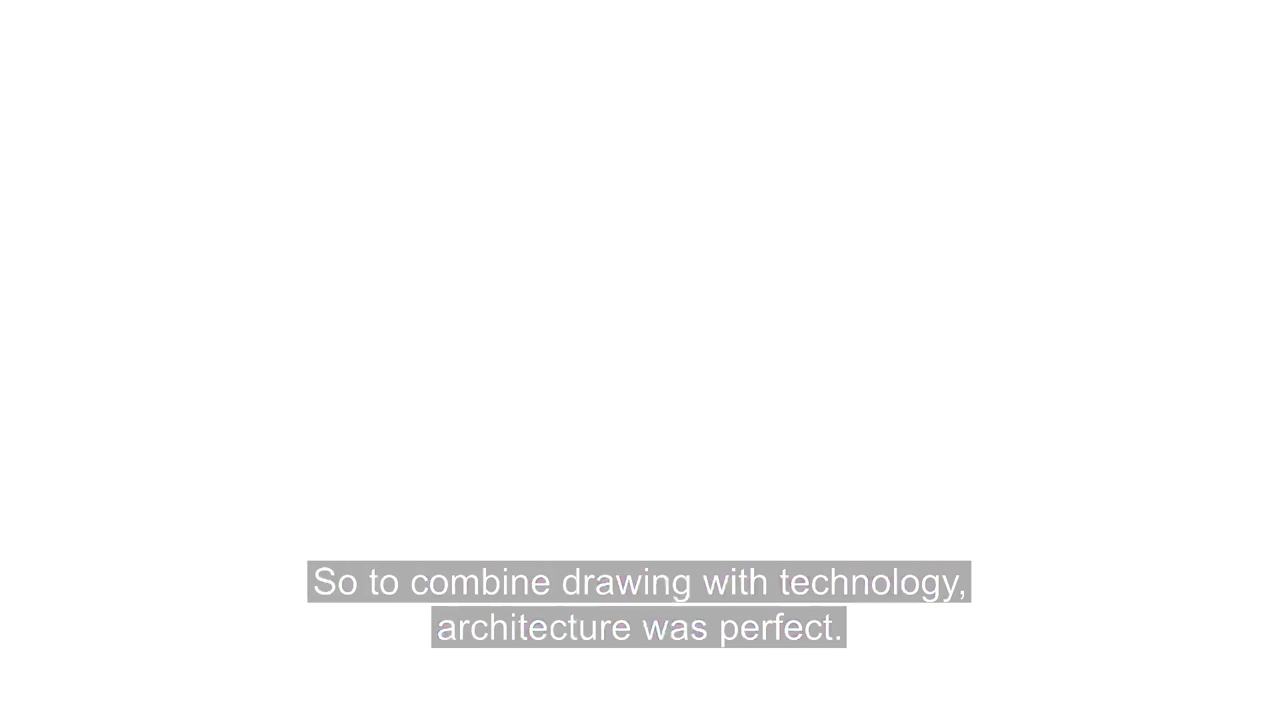 So to combine drawing with technology,
architecture was perfect.